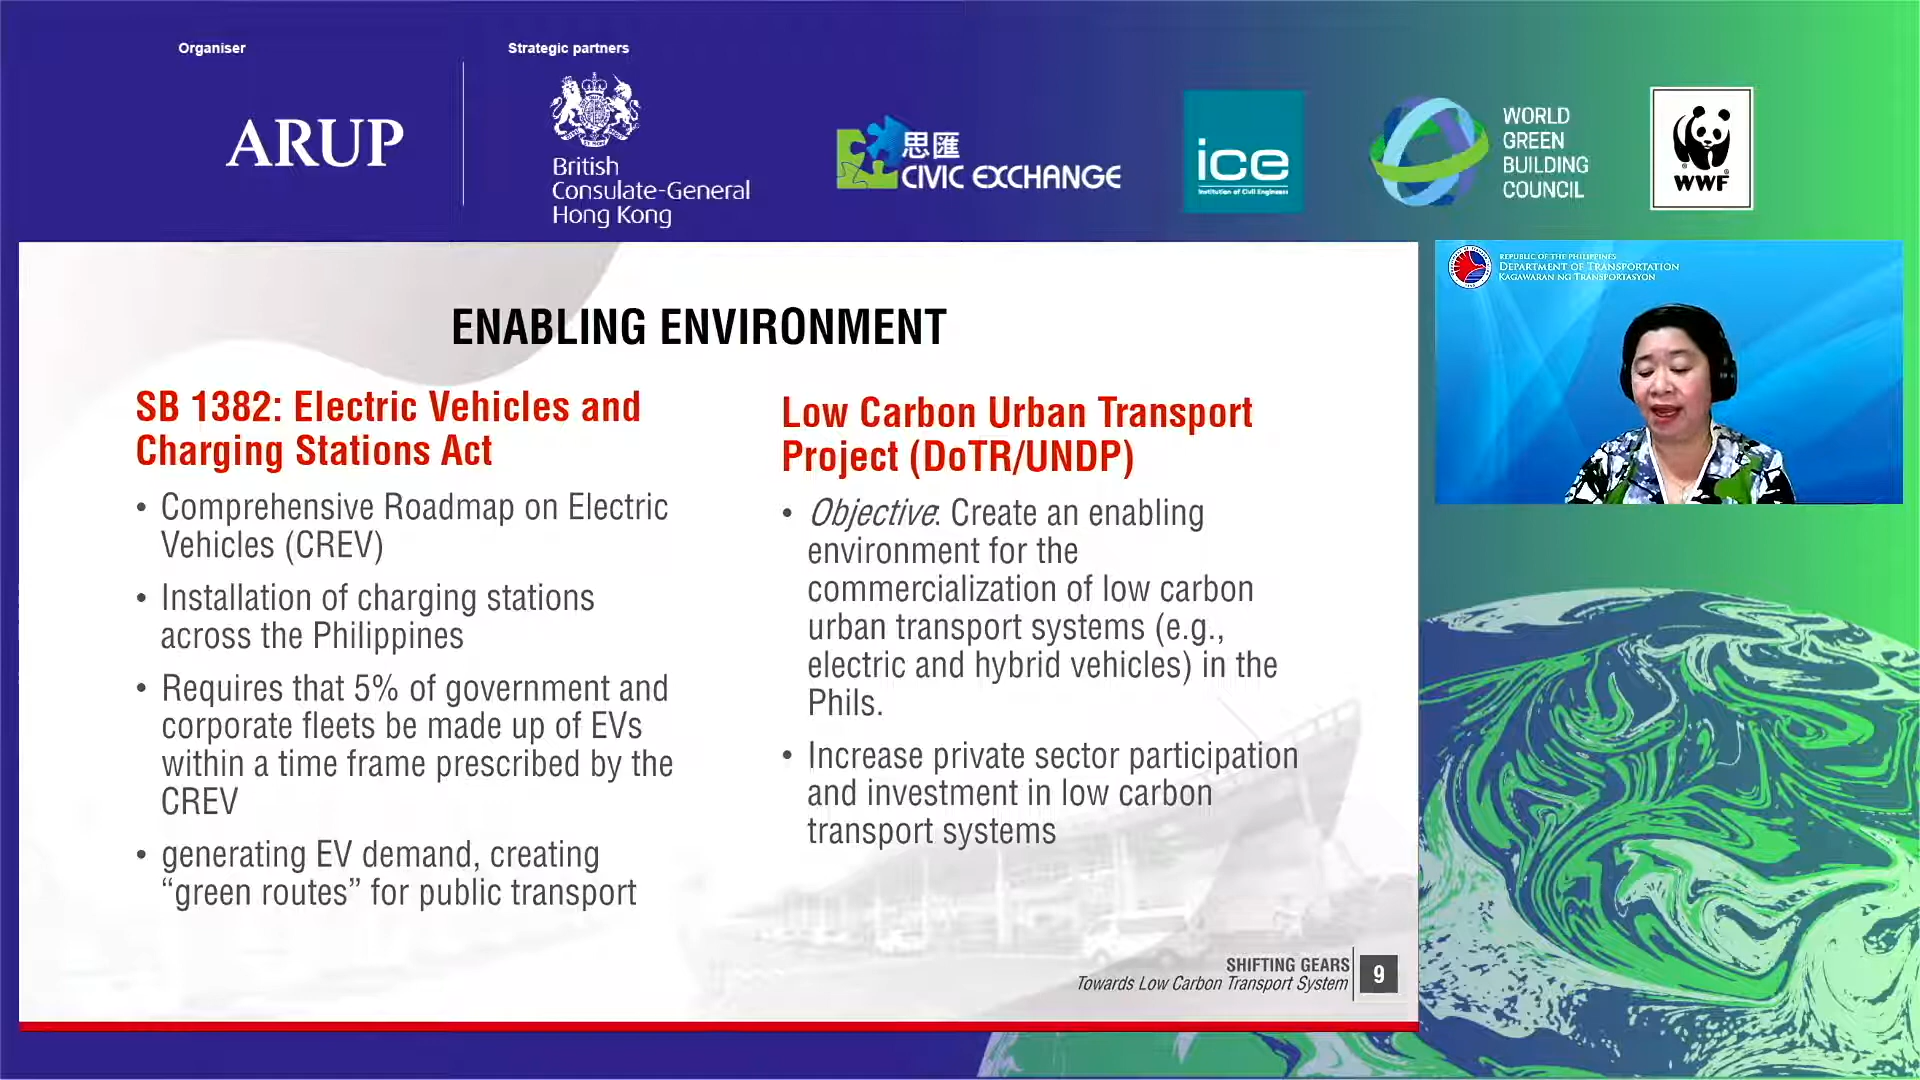 Organiser
Strategic partners
ARUP
British
Consulate-General
Hong Kong
思匯
CIVIC EXCHANGE
ice
Institution of Civil Engineers
WORLD
GREEN
BUILDING
COUNCIL
WWF
REPUBLIC OF THE PHILIPPINES
DEPARTMENT OF TRANSPORTATION
KAGAWARAN NG TRANSPORTASYON
ENABLING ENVIRONMENT
SB 1382: Electric Vehicles and
Charging Stations Act
• Comprehensive Roadmap on Electric
Vehicles (CREV)
• Installation of charging stations
across the Philippines
• Requires that 5% of government and
corporate fleets be made up of EVs
within a time frame prescribed by the
CREV
• generating EV demand, creating
“green routes” for public transport
Low Carbon Urban Transport
Project (DoTR/UNDP)
• Objective: Create an enabling
environment for the
commercialization of low carbon
urban transport systems (e.g.,
electric and hybrid vehicles) in the
Phils.
• Increase private sector participation
and investment in low carbon
transport systems
SHIFTING GEARS
Towards Low Carbon Transport System
9